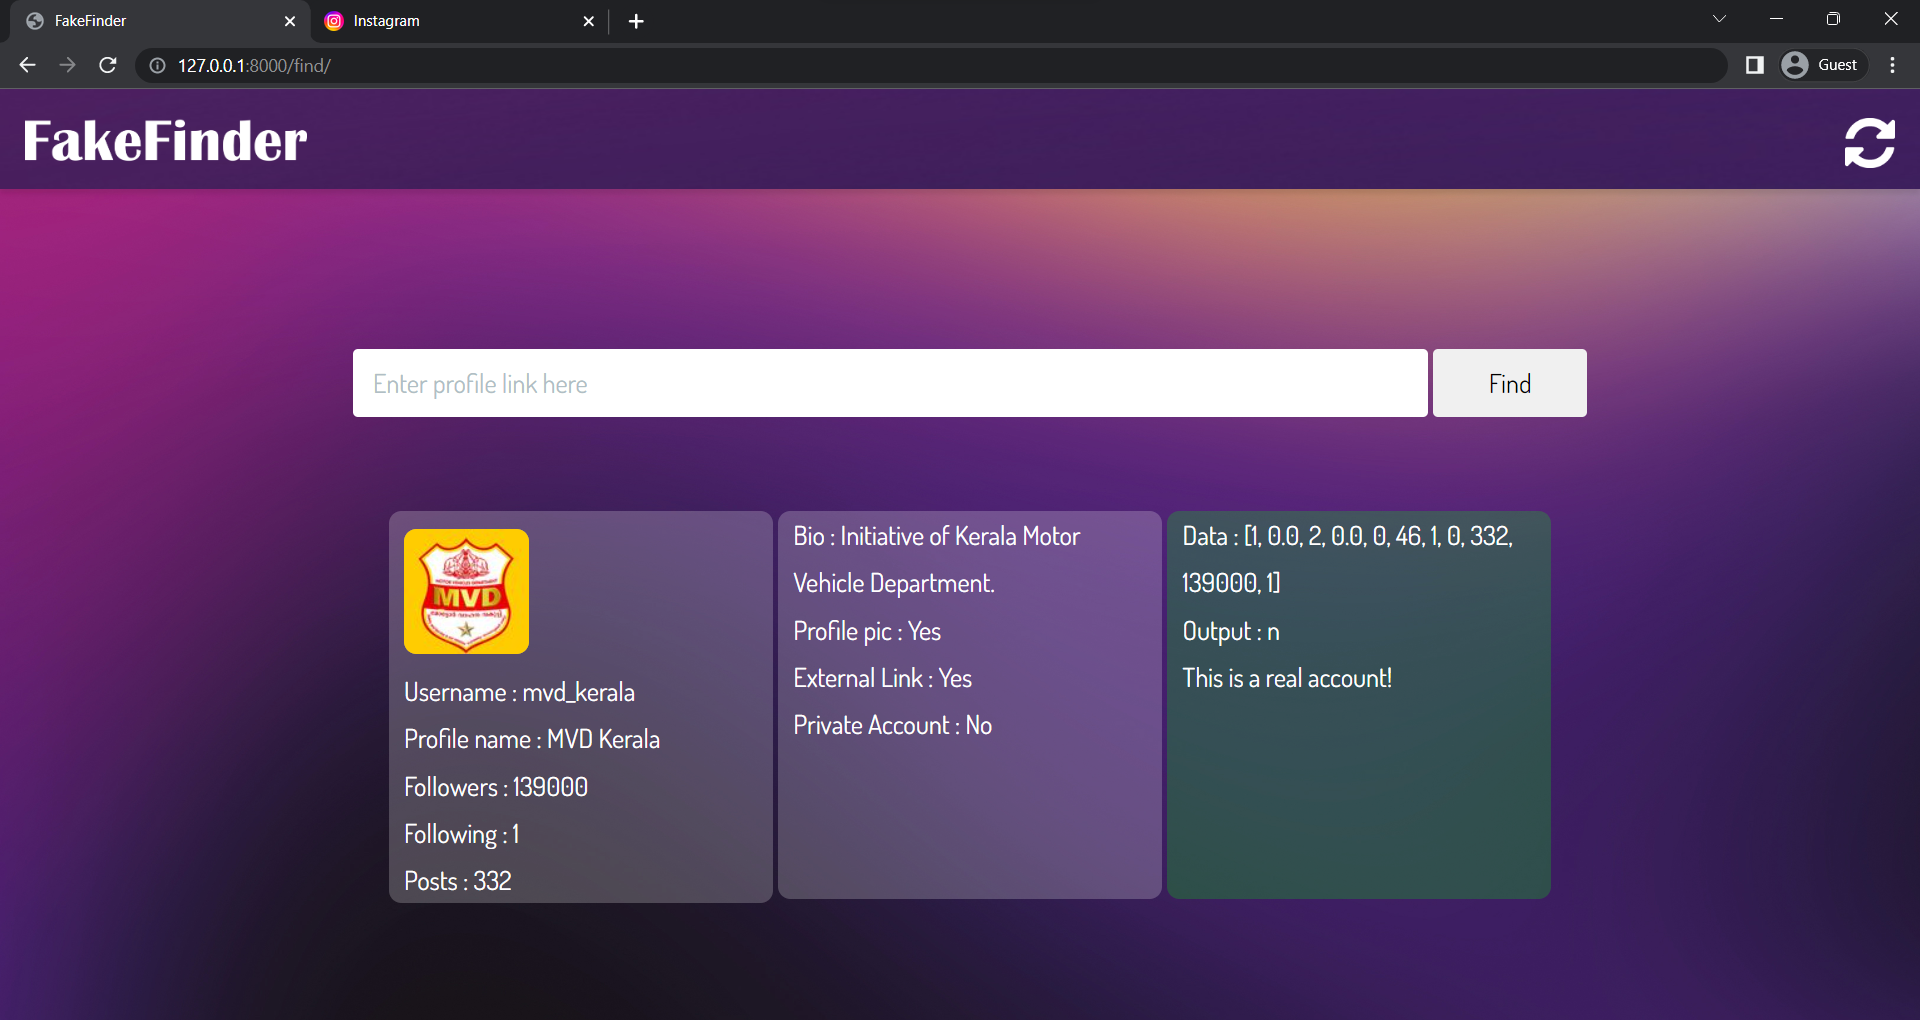 FakeFinder
Instagram
127.0.0.1:8000/find/
Guest
FakeFinder
Enter profile link here
Find
MVD
Username : mvd_kerala
Profile name : MVD Kerala
Followers : 139000
Following : 1
Posts : 332
Bio : Initiative of Kerala Motor
Vehicle Department.
Profile pic : Yes
External Link : Yes
Private Account : No
Data : [1, 0.0, 2, 0.0, 0, 46, 1, 0, 332,
139000, 1]
Output : n
This is a real account!